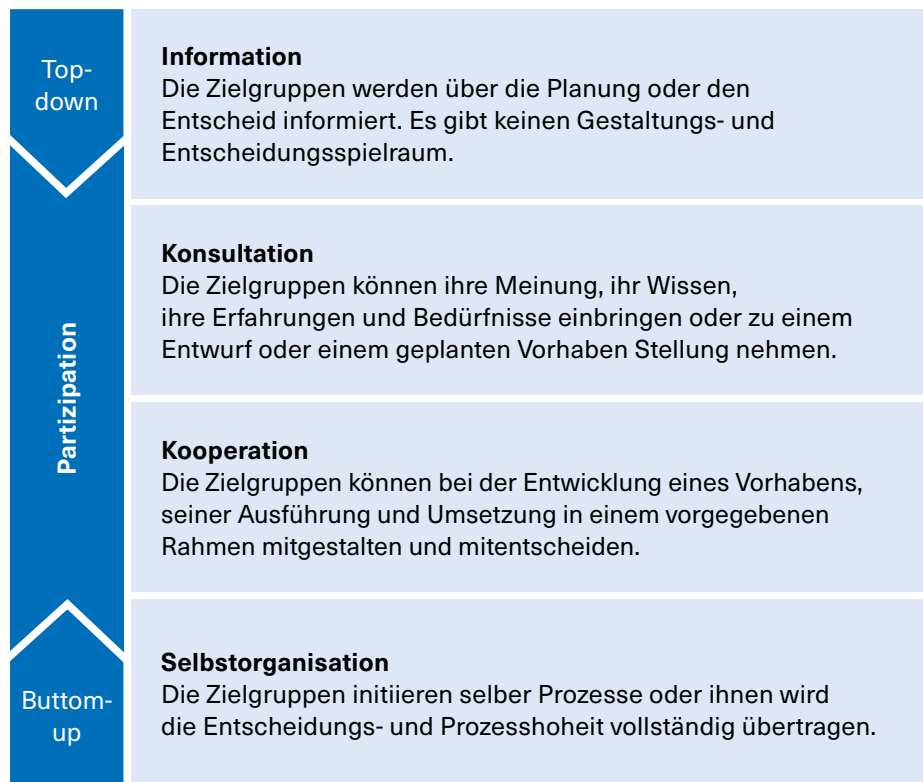 Top-
down
Information
Die Zielgruppen werden über die Planung oder den
Entscheid informiert. Es gibt keinen Gestaltungs- und
Entscheidungsspielraum.
Partizipation
Konsultation
Die Zielgruppen können ihre Meinung, ihr Wissen,
ihre Erfahrungen und Bedürfnisse einbringen oder zu einem
Entwurf oder einem geplanten Vorhaben Stellung nehmen.
Kooperation
Die Zielgruppen können bei der Entwicklung eines Vorhabens,
seiner Ausführung und Umsetzung in einem vorgegebenen
Rahmen mitgestalten und mitentscheiden.
Buttom-
up
Selbstorganisation
Die Zielgruppen initiieren selber Prozesse oder ihnen wird
die Entscheidungs- und Prozesshoheit vollständig übertragen.